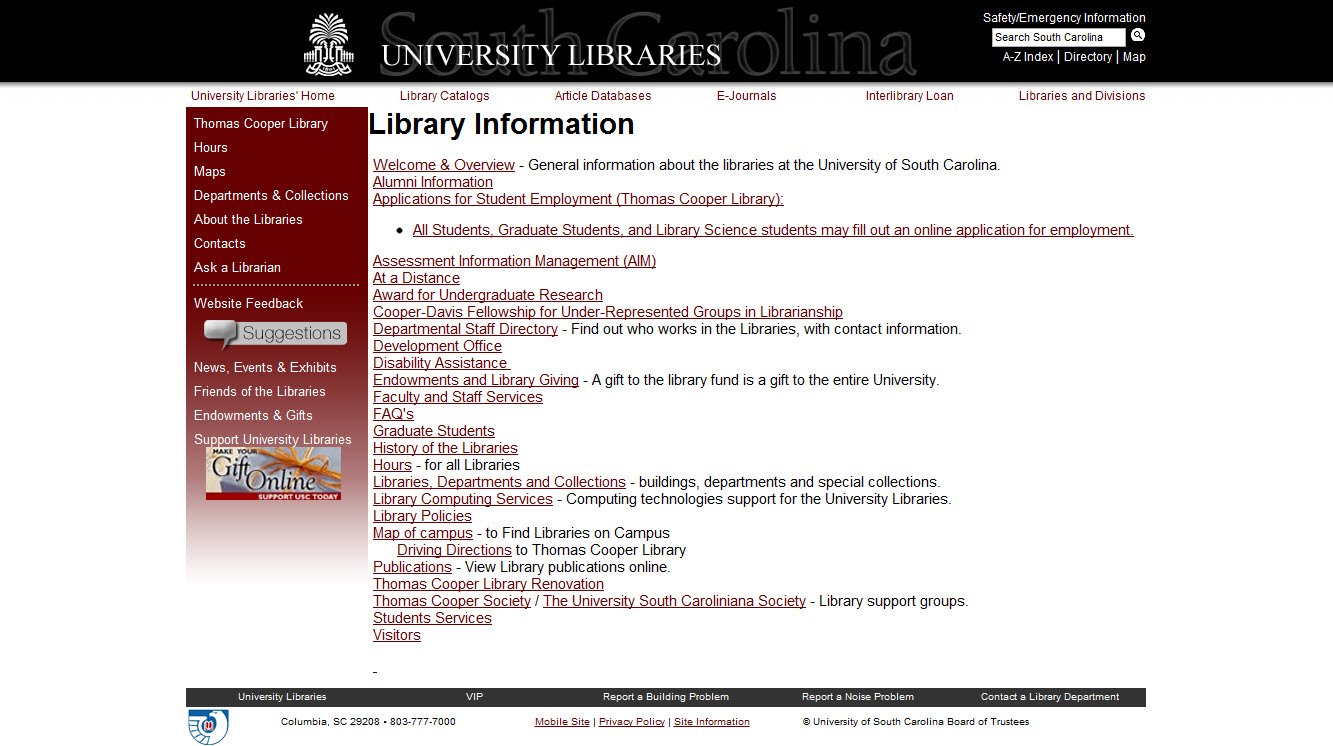 South Carolina
UNIVERSITY LIBRARIES
Safety/Emergency Information
Search South Carolina
A-Z Index | Directory | Map
University Libraries' Home Library Catalogs Article Databases E-Journals Interlibrary Loan Libraries and Divisions
Thomas Cooper Library
Hours
Maps
Departments & Collections
About the Libraries
Contacts
Ask a Librarian
Website Feedback
Suggestions
News, Events & Exhibits
Friends of the Libraries
Endowments & Gifts
Support University Libraries
MAKE YOUR
Gift Online
SUPPORT USC TODAY
Library Information
Welcome & Overview - General information about the libraries at the University of South Carolina.
Alumni Information
Applications for Student Employment (Thomas Cooper Library):
• All Students, Graduate Students, and Library Science students may fill out an online application for employment.
Assessment Information Management (AIM)
At a Distance
Award for Undergraduate Research
Cooper-Davis Fellowship for Under-Represented Groups in Librarianship
Departmental Staff Directory - Find out who works in the Libraries, with contact information.
Development Office
Disability Assistance
Endowments and Library Giving - A gift to the library fund is a gift to the entire University.
Faculty and Staff Services
FAQ's
Graduate Students
History of the Libraries
Hours - for all Libraries
Libraries, Departments and Collections - buildings, departments and special collections.
Library Computing Services - Computing technologies support for the University Libraries.
Library Policies
Map of campus - to Find Libraries on Campus
Driving Directions to Thomas Cooper Library
Publications - View Library publications online.
Thomas Cooper Library Renovation
Thomas Cooper Society / The University South Caroliniana Society - Library support groups.
Students Services
Visitors
University Libraries VIP Report a Building Problem Report a Noise Problem Contact a Library Department
Columbia, SC 29208 • 803-777-7000 Mobile Site | Privacy Policy | Site Information © University of South Carolina Board of Trustees